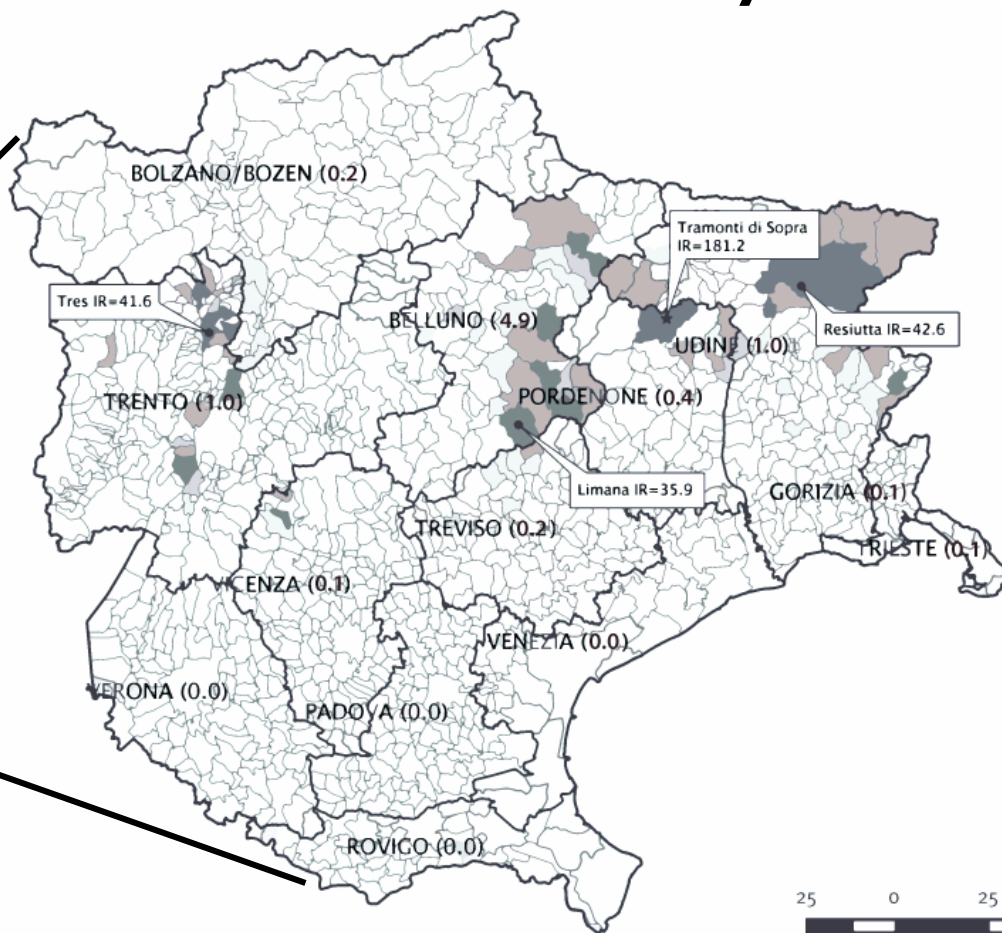 BOLZANO/BOZEN (0.2)
Tramonti di Sopra
IR=181.2
Tres IR=41.6
BELLUNO (4.9)
Resiutta IR=42.6
UDINE (1.0)
TRENTO (1.0)
PORDENONE (0.4)
Limana IR=35.9
GORIZIA (0.1)
TREVISO (0.2)
TRIESTE (0.1)
VICENZA (0.1)
VENEZIA (0.0)
VERONA (0.0)
PADOVA (0.0)
ROVIGO (0.0)
25 0 25